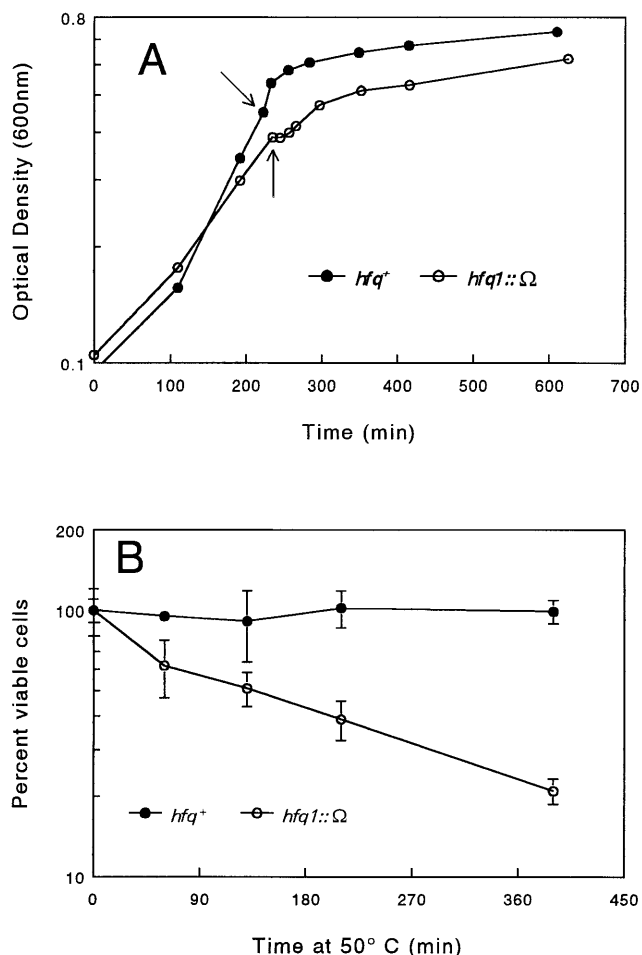 0.8
A
Optical Density (600nm)
hfq⁺ hfq1::Ω
0.1
0 100 200 300 400 500 600 700
Time (min)
200
B
100
Percent viable cells
hfq⁺ hfq1::Ω
10
0 90 180 270 360 450
Time at 50° C (min)